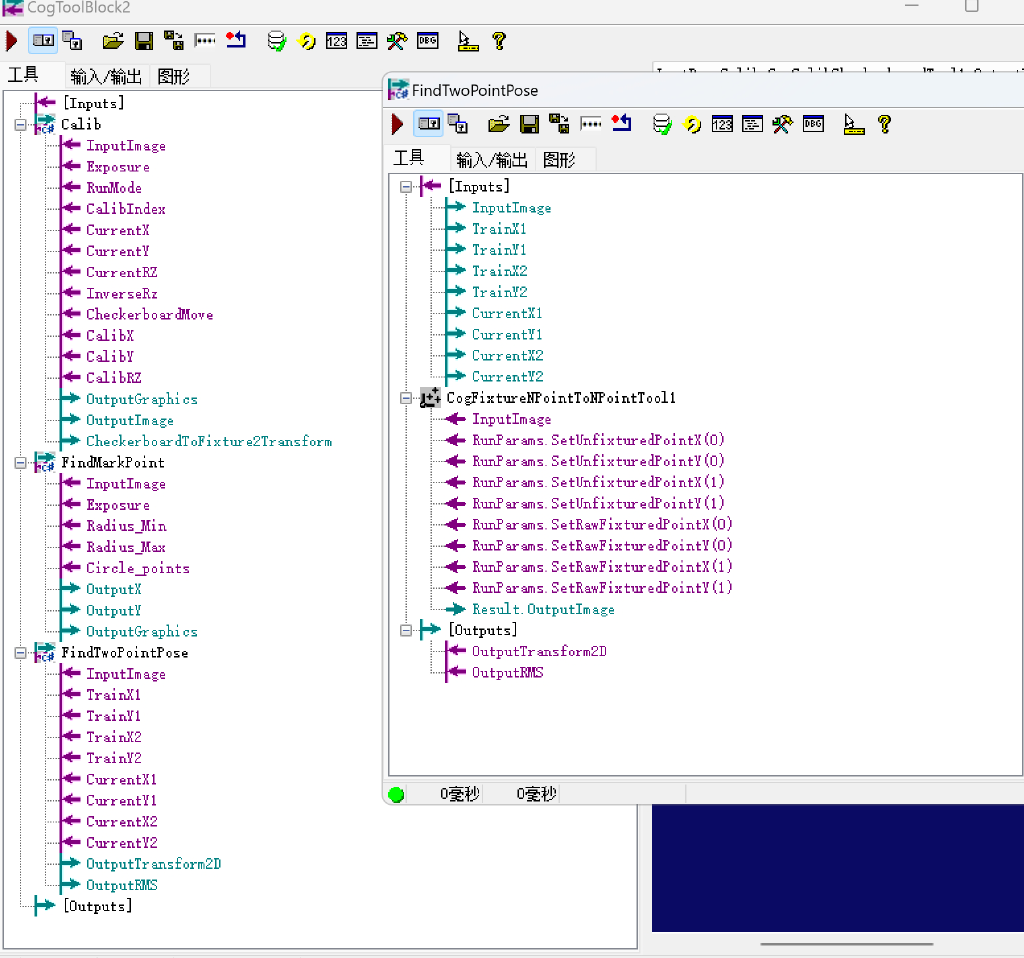 CogToolBlock2
工具
输入/输出
图形
[Inputs]
Calib
InputImage
Exposure
RunMode
CalibIndex
CurrentX
CurrentY
CurrentRZ
InverseRz
CheckerboardMove
CalibX
CalibY
CalibRZ
OutputGraphics
OutputImage
CheckerboardToFixture2Transform
FindMarkPoint
InputImage
Exposure
Radius_Min
Radius_Max
Circle_points
OutputX
OutputY
OutputGraphics
FindTwoPointPose
InputImage
TrainX1
TrainY1
TrainX2
TrainY2
CurrentX1
CurrentY1
CurrentX2
CurrentY2
OutputTransform2D
OutputRMS
[Outputs]
FindTwoPointPose
工具
输入/输出
图形
[Inputs]
InputImage
TrainX1
TrainY1
TrainX2
TrainY2
CurrentX1
CurrentY1
CurrentX2
CurrentY2
CogFixtureNPointToNPointTool1
InputImage
RunParams.SetUnfixturedPointX(0)
RunParams.SetUnfixturedPointY(0)
RunParams.SetUnfixturedPointX(1)
RunParams.SetUnfixturedPointY(1)
RunParams.SetRawFixturedPointX(0)
RunParams.SetRawFixturedPointY(0)
RunParams.SetRawFixturedPointX(1)
RunParams.SetRawFixturedPointY(1)
Result.OutputImage
[Outputs]
OutputTransform2D
OutputRMS
0毫秒 0毫秒